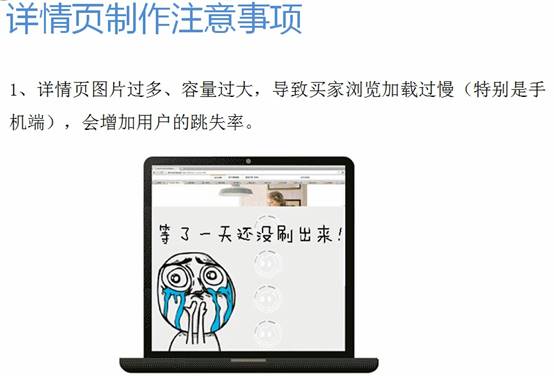 详情页制作注意事项
1、详情页图片过多、容量过大，导致买家浏览加载过慢（特别是手
机端），会增加用户的跳失率。
等了一天还没刷出来！